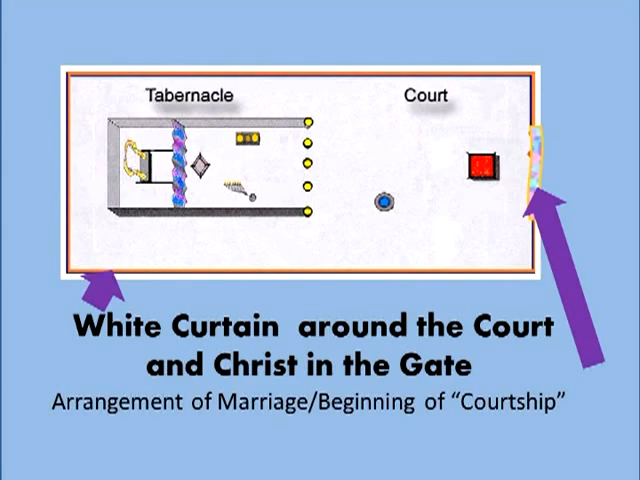 Tabernacle
Court
White Curtain around the Court
and Christ in the Gate
Arrangement of Marriage/Beginning of “Courtship”